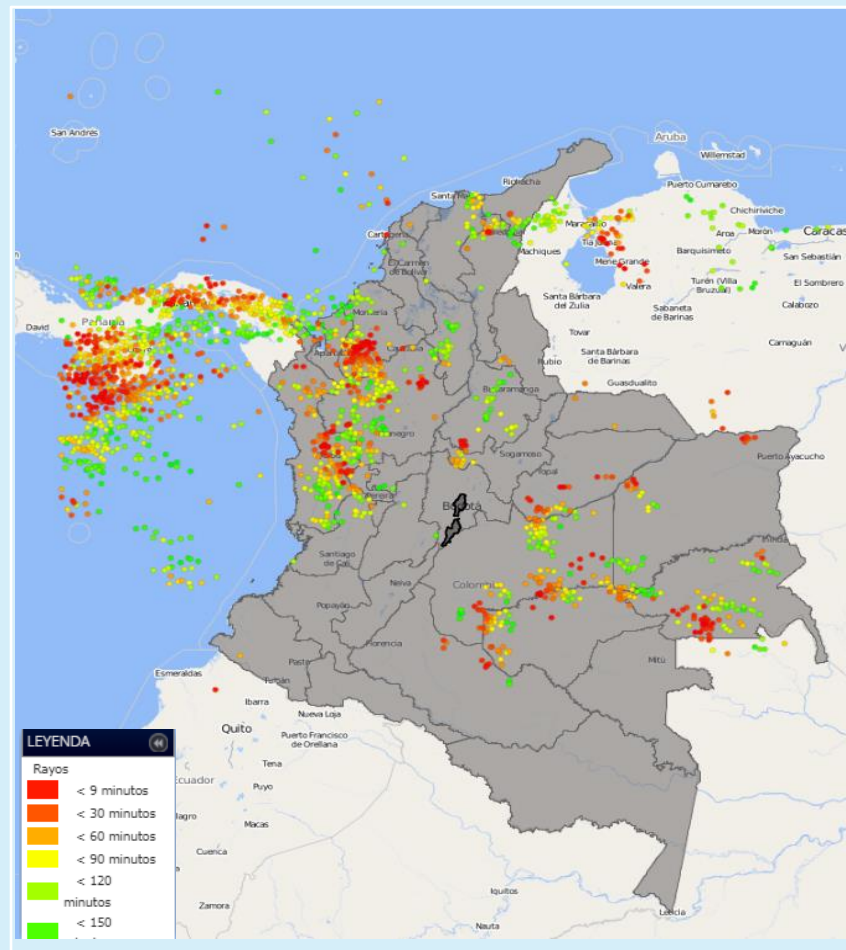 San Andrés
Aruba
Willemstad
Riohacha
Puerto Cumarebo
Santa Ma
Chichiriviche
Maracaibo
Cartagena
Aroa
Morón
Caracas
Tía Juana
Machiques
Barquisimeto
San Sebastián
El Carmen
de Bolívar
Mene Grande
Turén (Villa
Bruzual)
El Sombrero
Valera
Santa Bárbara
del Zulia
Sabaneta
de Barinas
Calabozo
David
Panamá
Montería
Tovar
Camaguán
Rubio
Santa Bárbara
de Barinas
Guasdualito
Bucaramanga
Sogamoso
Puerto Ayacucho
Yopal
Pereira
Bogotá
Inírida
Santiago
de Cali
Neiva
Colombia
Popayán
Florencia
Mitú
Esmeraldas
Pasto
Ibarra
Nueva Loja
Quito
Puerto Francisco
de Orellana
LEYENDA
Tena
Rayos
Ecuador
Puyo
< 9 minutos
< 30 minutos
Macas
< 60 minutos
< 90 minutos
Cuenca
< 120
minutos
Iquitos
< 150
Zamora
Leticia
Nauta